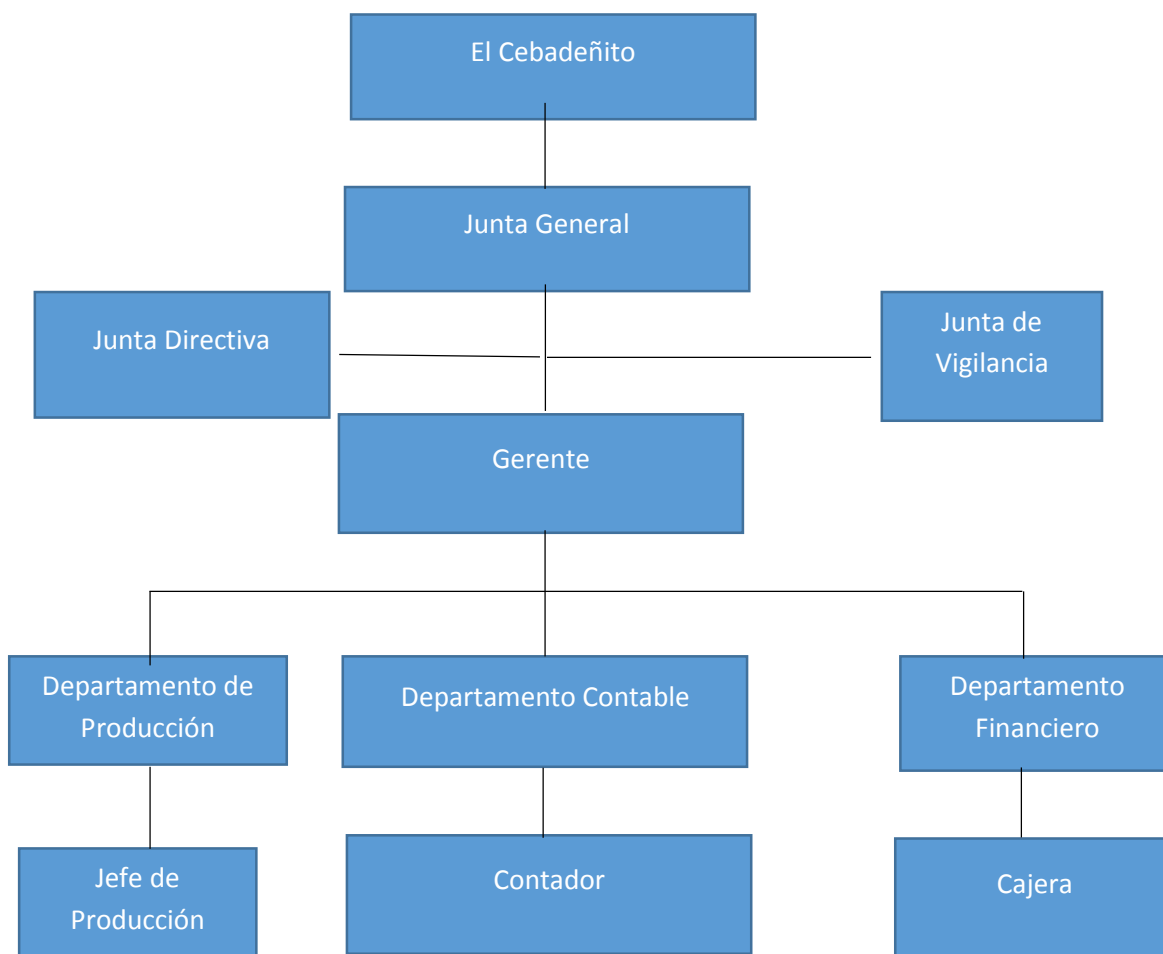 El Cebadeñito
Junta General
Junta Directiva
Junta de
Vigilancia
Gerente
Departamento de
Producción
Departamento Contable
Departamento
Financiero
Jefe de
Producción
Contador
Cajera